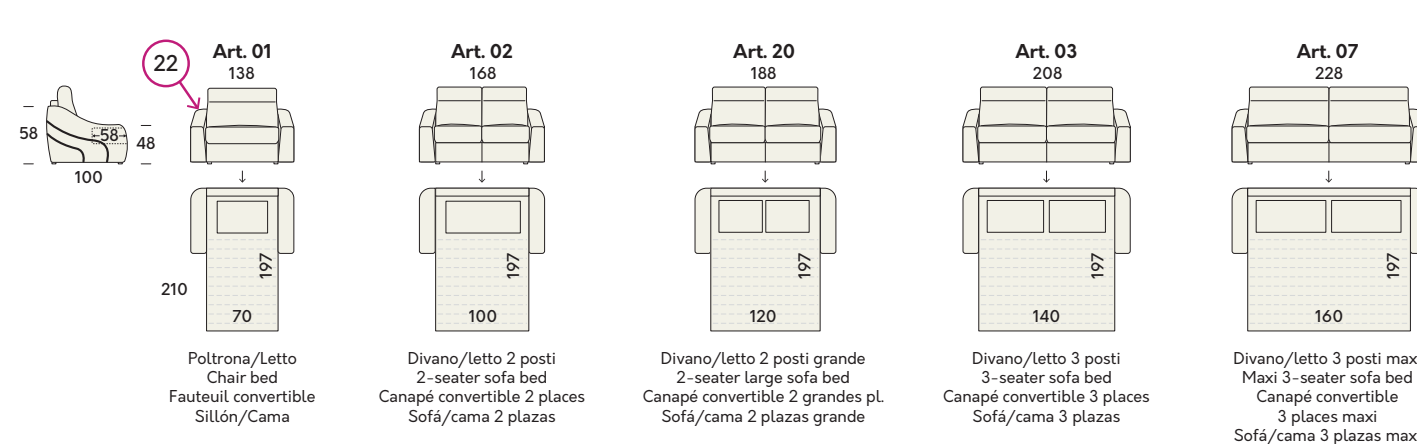 22
58
58
48
100
Art. 01
138
197
210
70
Poltrona/Letto
Chair bed
Fauteuil convertible
Sillón/Cama
Art. 02
168
197
100
Divano/letto 2 posti
2-seater sofa bed
Canapé convertible 2 places
Sofá/cama 2 plazas
Art. 20
188
197
120
Divano/letto 2 posti grande
2-seater large sofa bed
Canapé convertible 2 grandes pl.
Sofá/cama 2 plazas grande
Art. 03
208
197
140
Divano/letto 3 posti
3-seater sofa bed
Canapé convertible 3 places
Sofá/cama 3 plazas
Art. 07
228
197
160
Divano/letto 3 posti max
Maxi 3-seater sofa bed
Canapé convertible
3 places maxi
Sofá/cama 3 plazas max